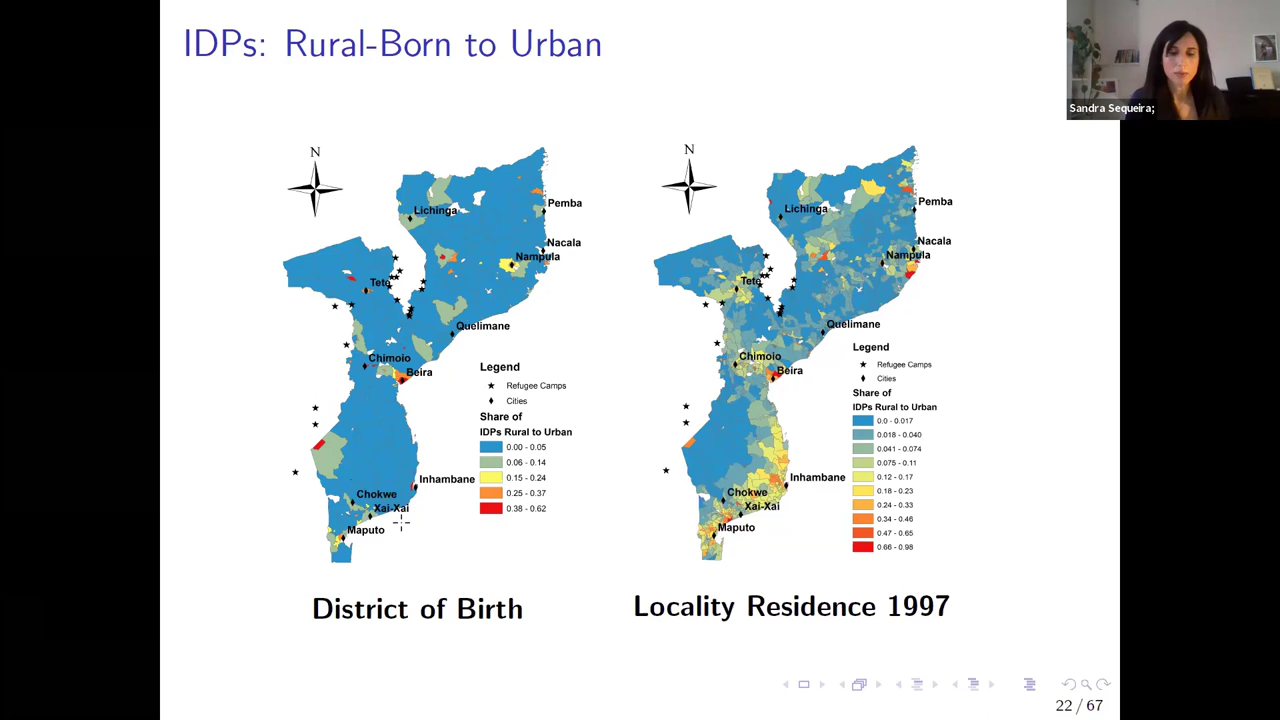 IDPs: Rural-Born to Urban
Sandra Sequeira;
N
Lichinga
Pemba
Nacala
Nampula
Tete
Quelimane
Chimoio
Beira
Inhambane
Chokwe
Xai-Xai
Maputo
Legend
Refugee Camps
Cities
Share of
IDPs Rural to Urban
0.00 - 0.05
0.06 - 0.14
0.15 - 0.24
0.25 - 0.37
0.38 - 0.62
District of Birth
N
Lichinga
Pemba
Nacala
Nampula
Tete
Quelimane
Chimoio
Beira
Inhambane
Chokwe
Xai-Xai
Maputo
Legend
Refugee Camps
Cities
Share of
IDPs Rural to Urban
0.0 - 0.017
0.018 - 0.040
0.041 - 0.074
0.075 - 0.11
0.12 - 0.17
0.18 - 0.23
0.24 - 0.33
0.34 - 0.46
0.47 - 0.65
0.66 - 0.98
Locality Residence 1997
22 / 67